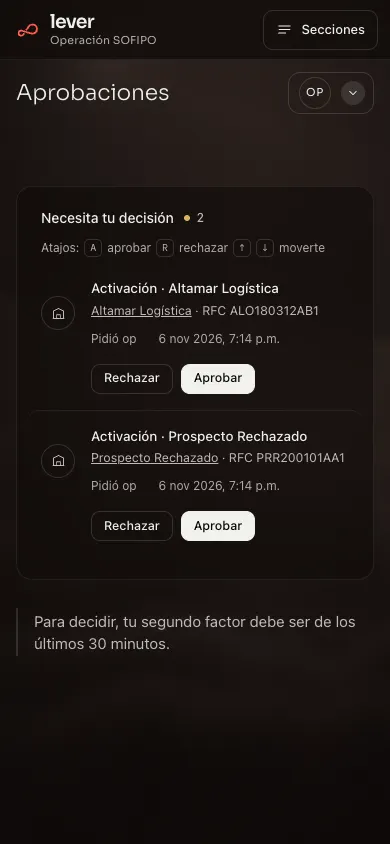 lever
Operación SOFIPO
Secciones
Aprobaciones
OP
Necesita tu decisión 2
Atajos: A aprobar R rechazar ↑ ↓ moverte
Activación · Altamar Logística
Altamar Logística · RFC ALO180312AB1
Pidió op 6 nov 2026, 7:14 p.m.
Rechazar Aprobar
Activación · Prospecto Rechazado
Prospecto Rechazado · RFC PRR200101AA1
Pidió op 6 nov 2026, 7:14 p.m.
Rechazar Aprobar
Para decidir, tu segundo factor debe ser de los
últimos 30 minutos.